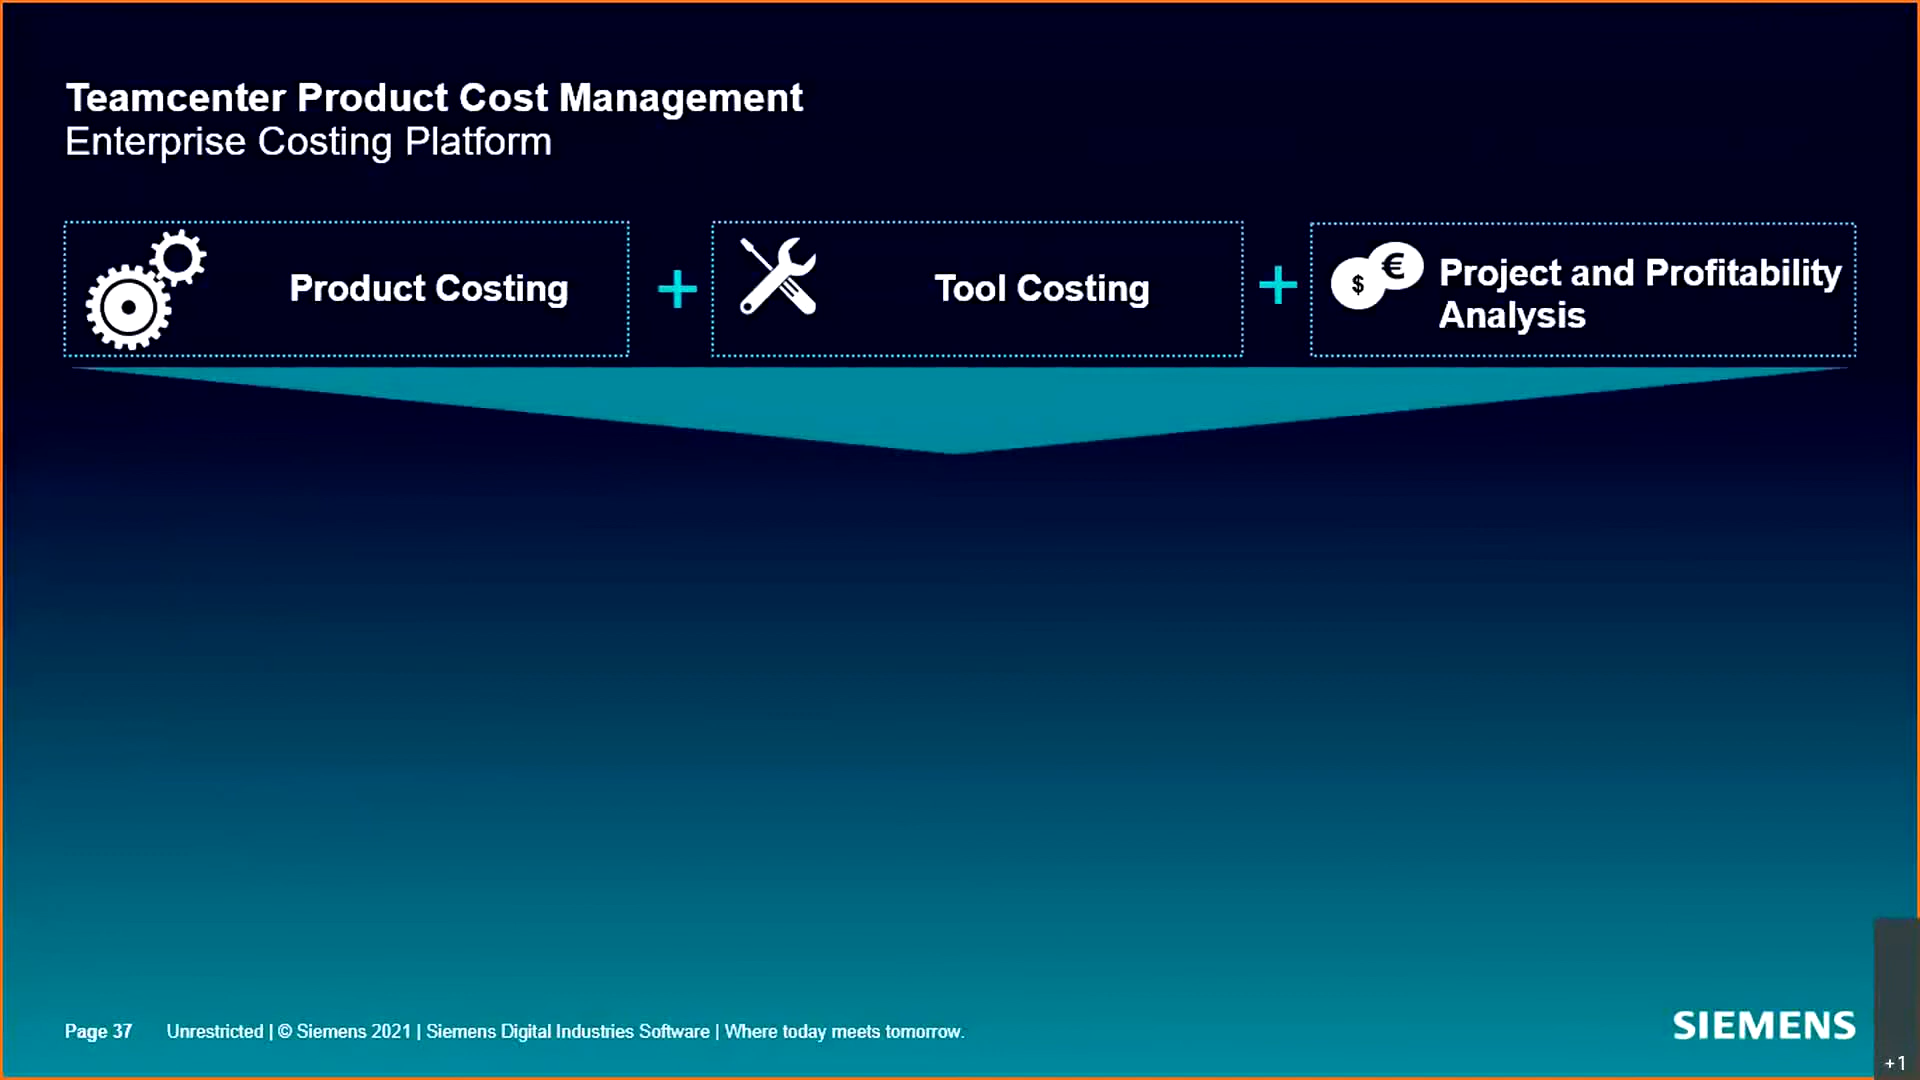 Teamcenter Product Cost Management
Enterprise Costing Platform
Product Costing
+
Tool Costing
+
$ €
Project and Profitability
Analysis
Page 37 Unrestricted | © Siemens 2021 | Siemens Digital Industries Software | Where today meets tomorrow.
SIEMENS
+1